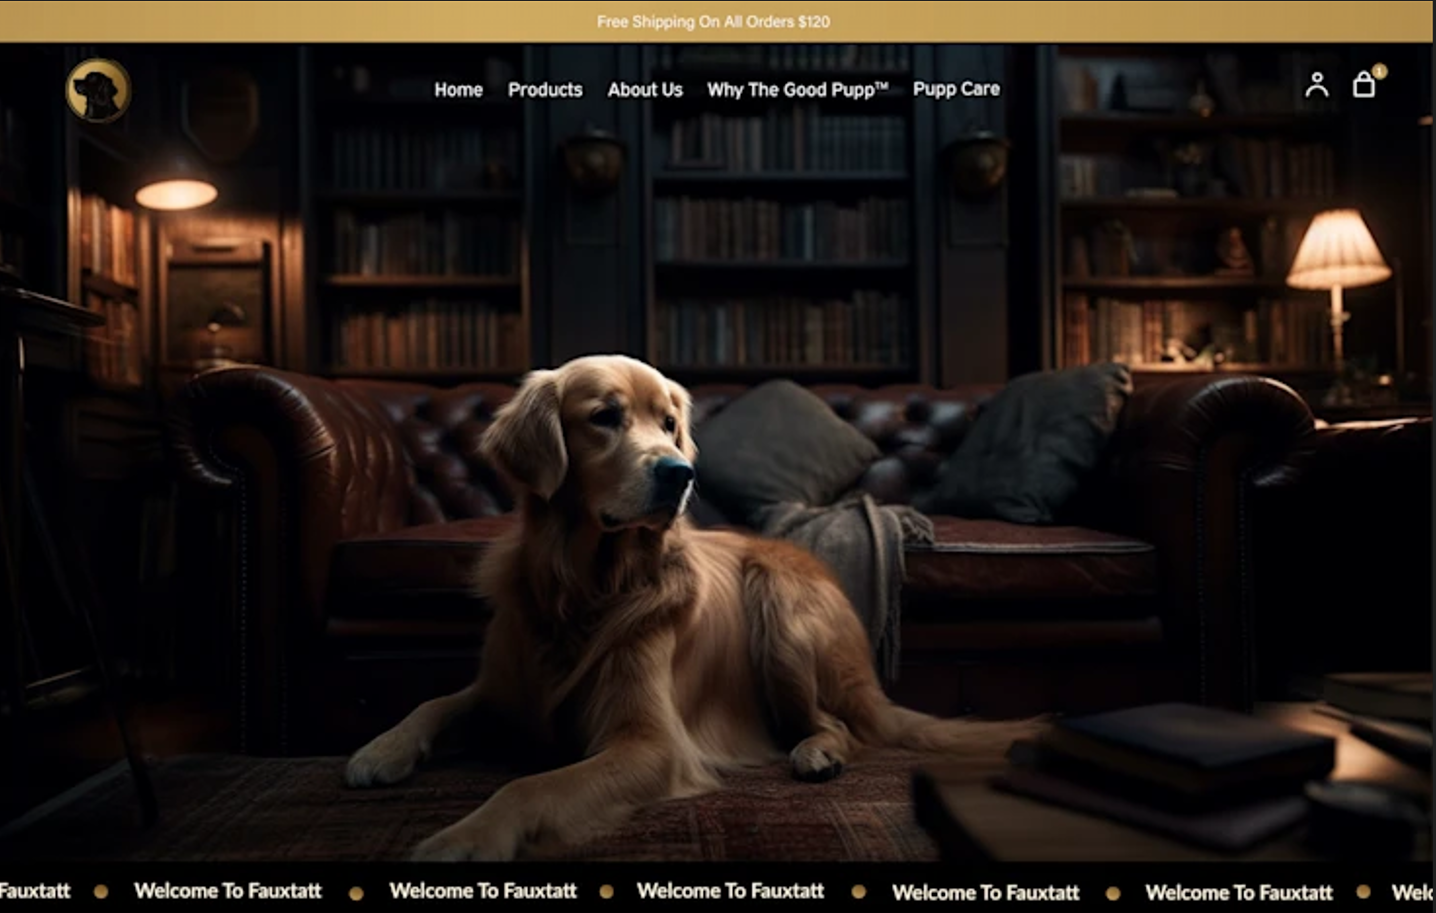 Free Shipping On All Orders $120
Home Products About Us Why The Good Pupp™ Pupp Care
1
Fauxtatt Welcome To Fauxtatt Welcome To Fauxtatt Welcome To Fauxtatt Welcome To Fauxtatt Welcome To Fauxtatt Welc